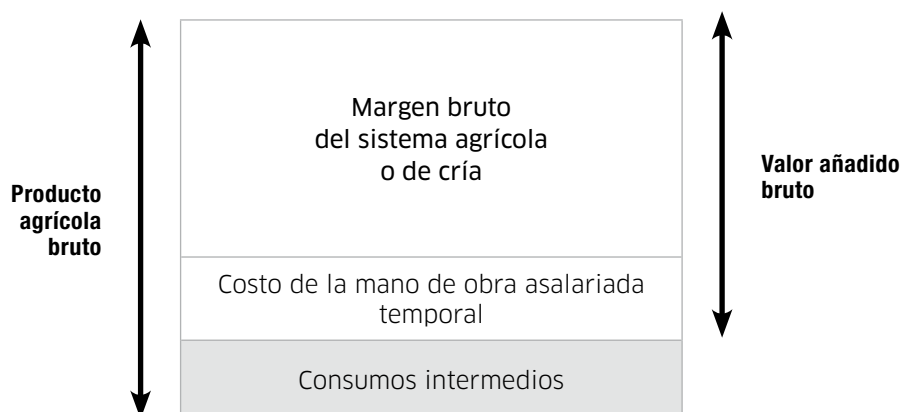 Producto
agrícola
bruto
Margen bruto
del sistema agrícola
o de cría
Costo de la mano de obra asalariada
temporal
Consumos intermedios
Valor añadido
bruto